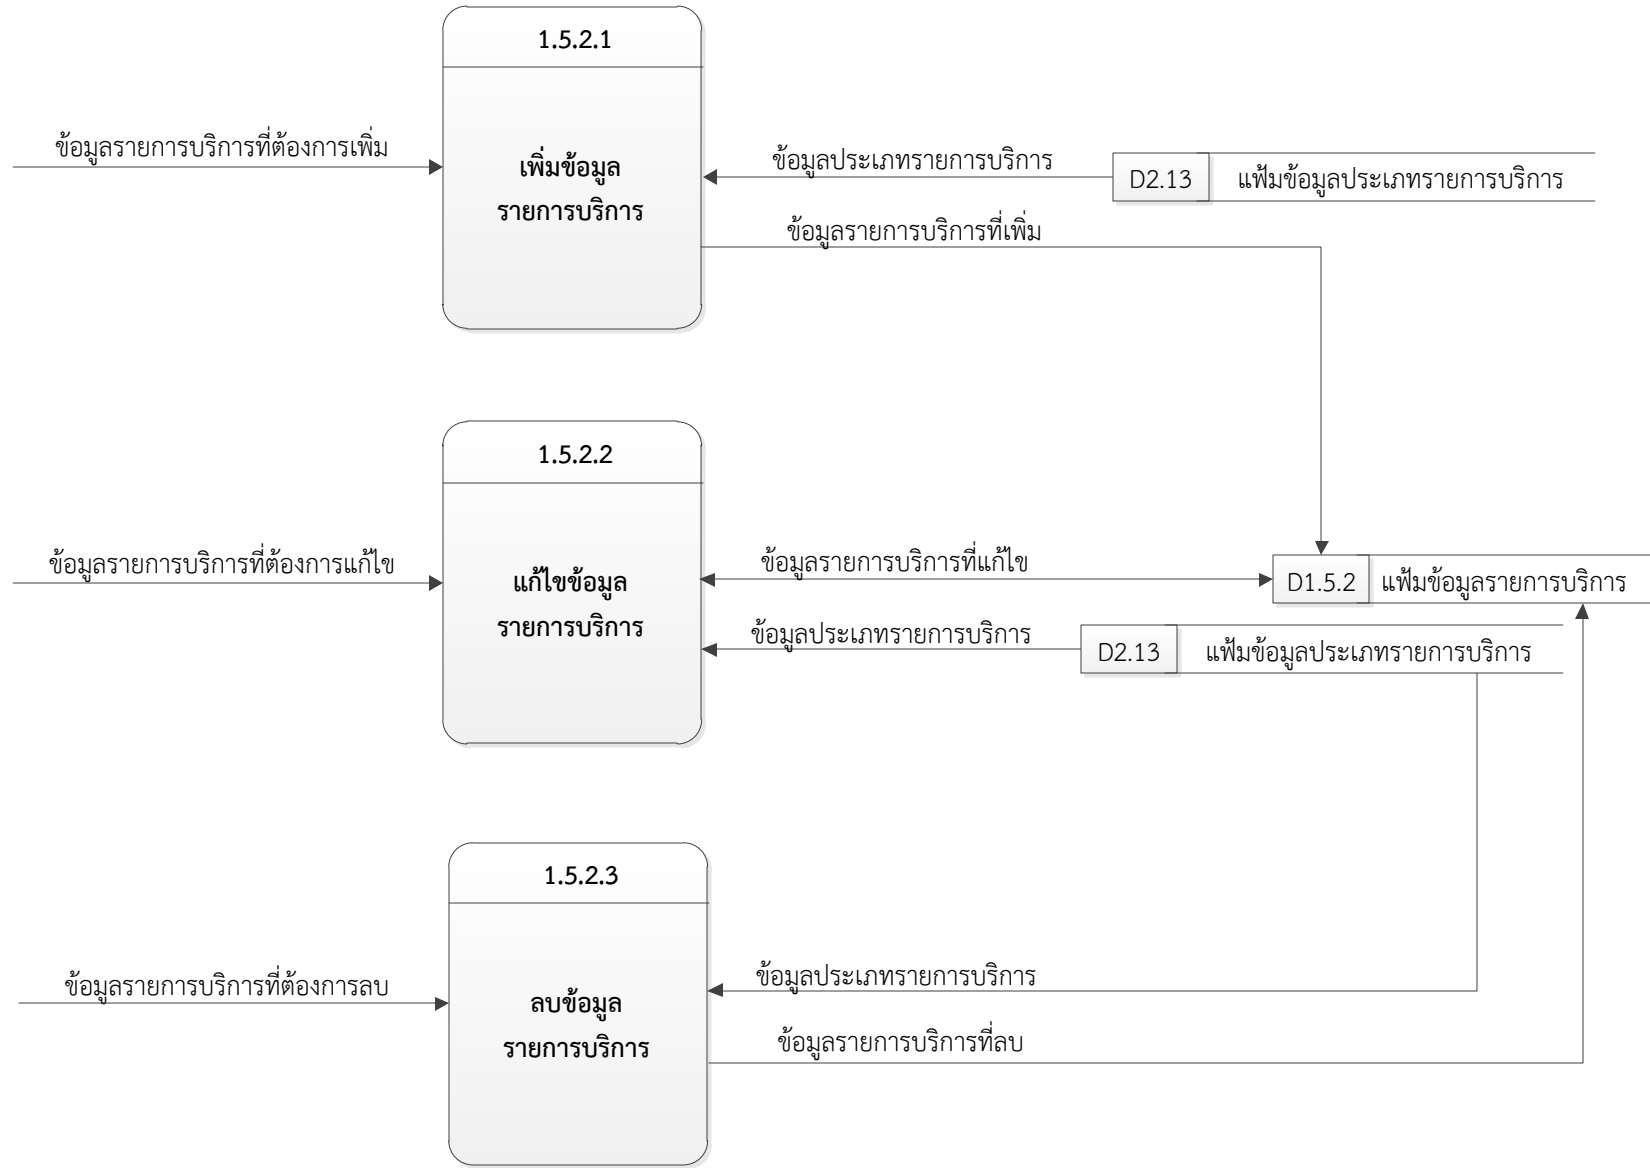 1.5.2.1
ข้อมูลรายการบริการที่ต้องการเพิ่ม
เพิ่มข้อมูล
รายการบริการ
ข้อมูลประเภทรายการบริการ
D2.13
แฟ้มข้อมูลประเภทรายการบริการ
ข้อมูลรายการบริการที่เพิ่ม
1.5.2.2
ข้อมูลรายการบริการที่ต้องการแก้ไข
แก้ไขข้อมูล
รายการบริการ
ข้อมูลรายการบริการที่แก้ไข
D1.5.2
แฟ้มข้อมูลรายการบริการ
ข้อมูลประเภทรายการบริการ
D2.13
แฟ้มข้อมูลประเภทรายการบริการ
1.5.2.3
ข้อมูลรายการบริการที่ต้องการลบ
ลบข้อมูล
รายการบริการ
ข้อมูลประเภทรายการบริการ
ข้อมูลรายการบริการที่ลบ